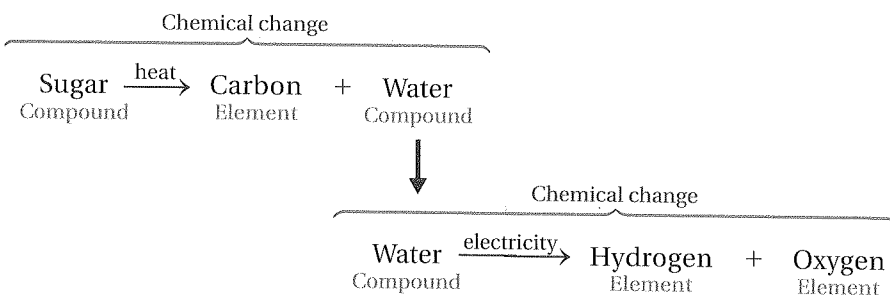 Chemical change
heat
Sugar → Carbon + Water
Compound Element Compound
Chemical change
electricity
Water → Hydrogen + Oxygen
Compound Element Element